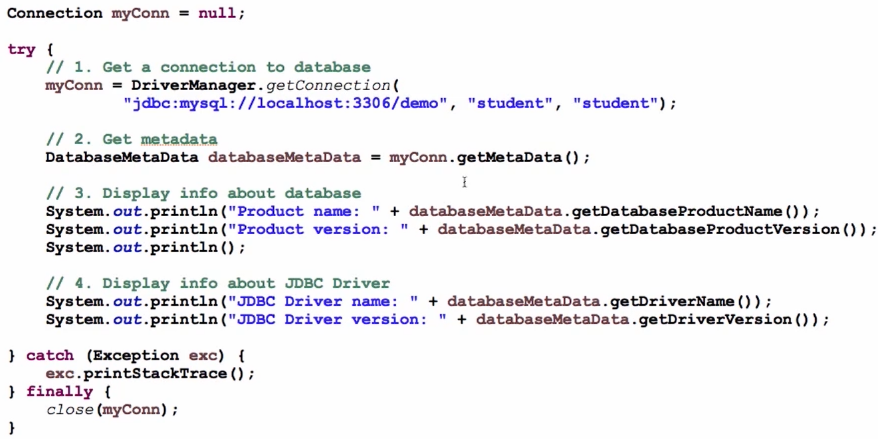 Connection myConn = null;
try {
// 1. Get a connection to database
myConn = DriverManager.getConnection(
"jdbc:mysql://localhost:3306/demo", "student", "student");
// 2. Get metadata
DatabaseMetaData databaseMetaData = myConn.getMetaData();
// 3. Display info about database
System.out.println("Product name: " + databaseMetaData.getDatabaseProductName());
System.out.println("Product version: " + databaseMetaData.getDatabaseProductVersion());
System.out.println();
// 4. Display info about JDBC Driver
System.out.println("JDBC Driver name: " + databaseMetaData.getDriverName());
System.out.println("JDBC Driver version: " + databaseMetaData.getDriverVersion());
} catch (Exception exc) {
exc.printStackTrace();
} finally {
close(myConn);
}